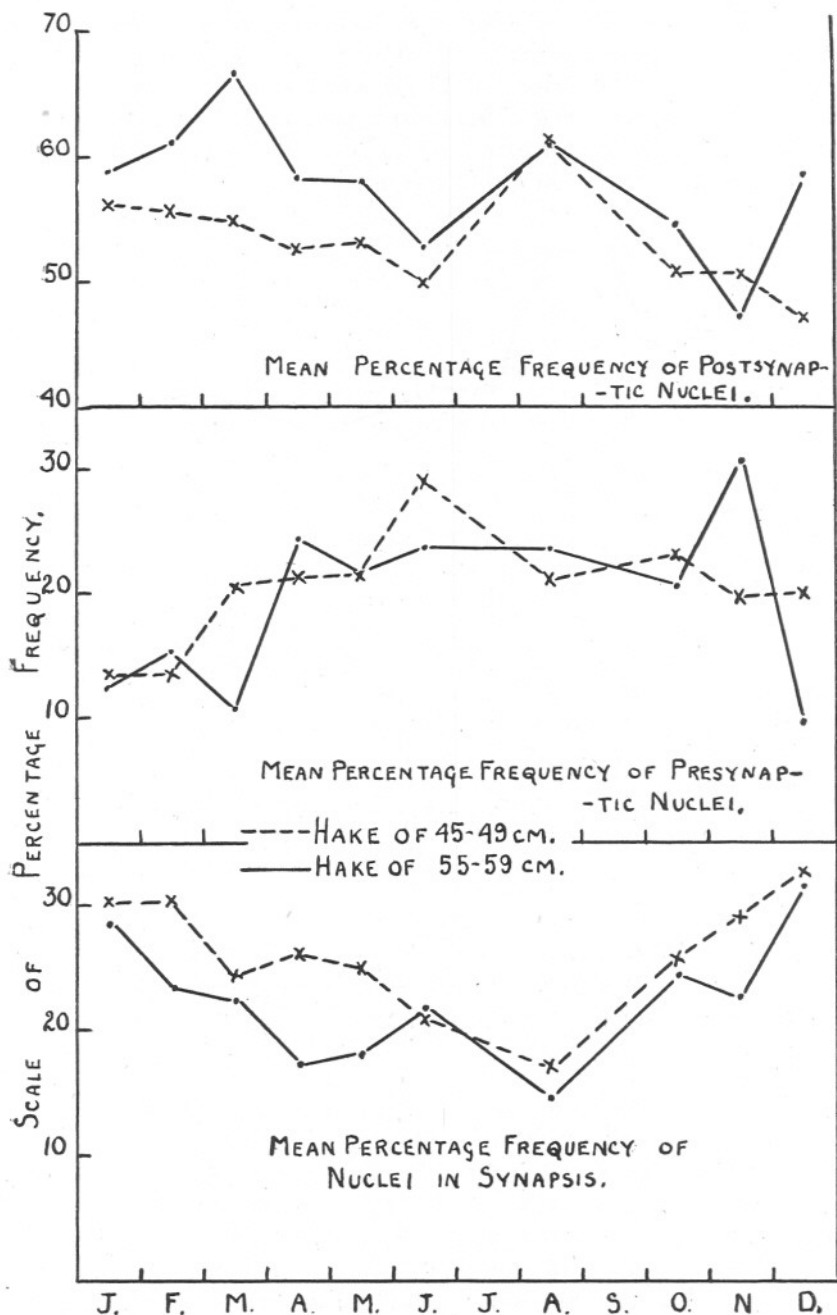 70
60
50
MEAN PERCENTAGE FREQUENCY OF POSTSYNAP-
-TIC NUCLEI.
40
30
20
10
MEAN PERCENTAGE FREQUENCY OF PRESYNAP-
-TIC NUCLEI.
HAKE OF 45-49 CM.
HAKE OF 55-59 CM.
30
20
10
MEAN PERCENTAGE FREQUENCY OF
NUCLEI IN SYNAPSIS.
SCALE OF PERCENTAGE FREQUENCY.
J. F. M. A. M. J. J. A. S. O. N D.